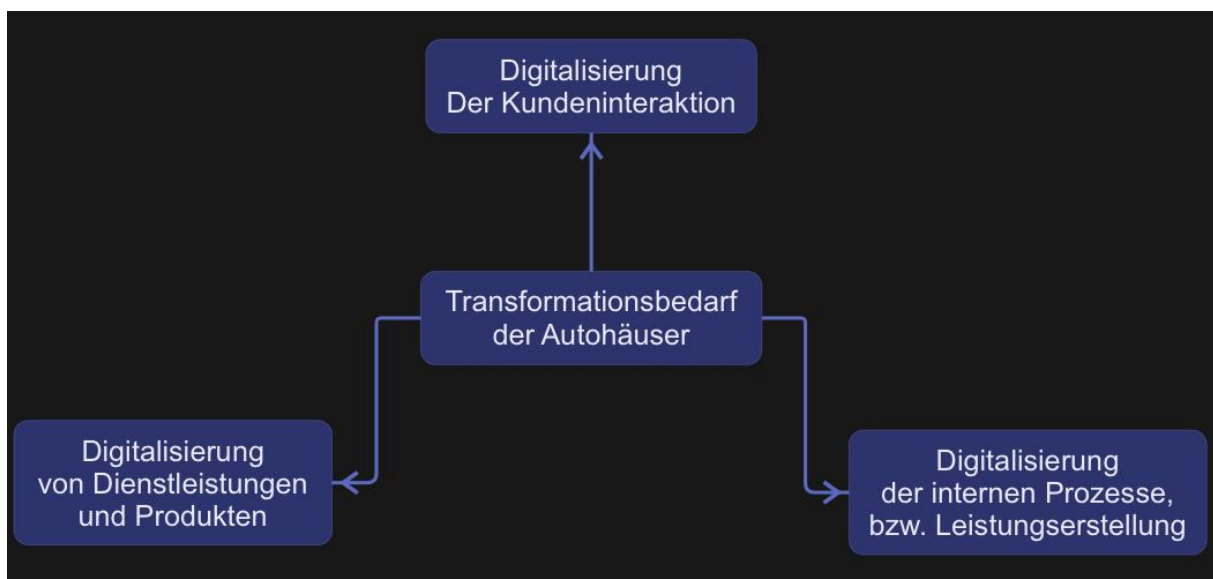 Digitalisierung
Der Kundeninteraktion
Transformationsbedarf
der Autohäuser
Digitalisierung
von Dienstleistungen
und Produkten
Digitalisierung
der internen Prozesse,
bzw. Leistungserstellung